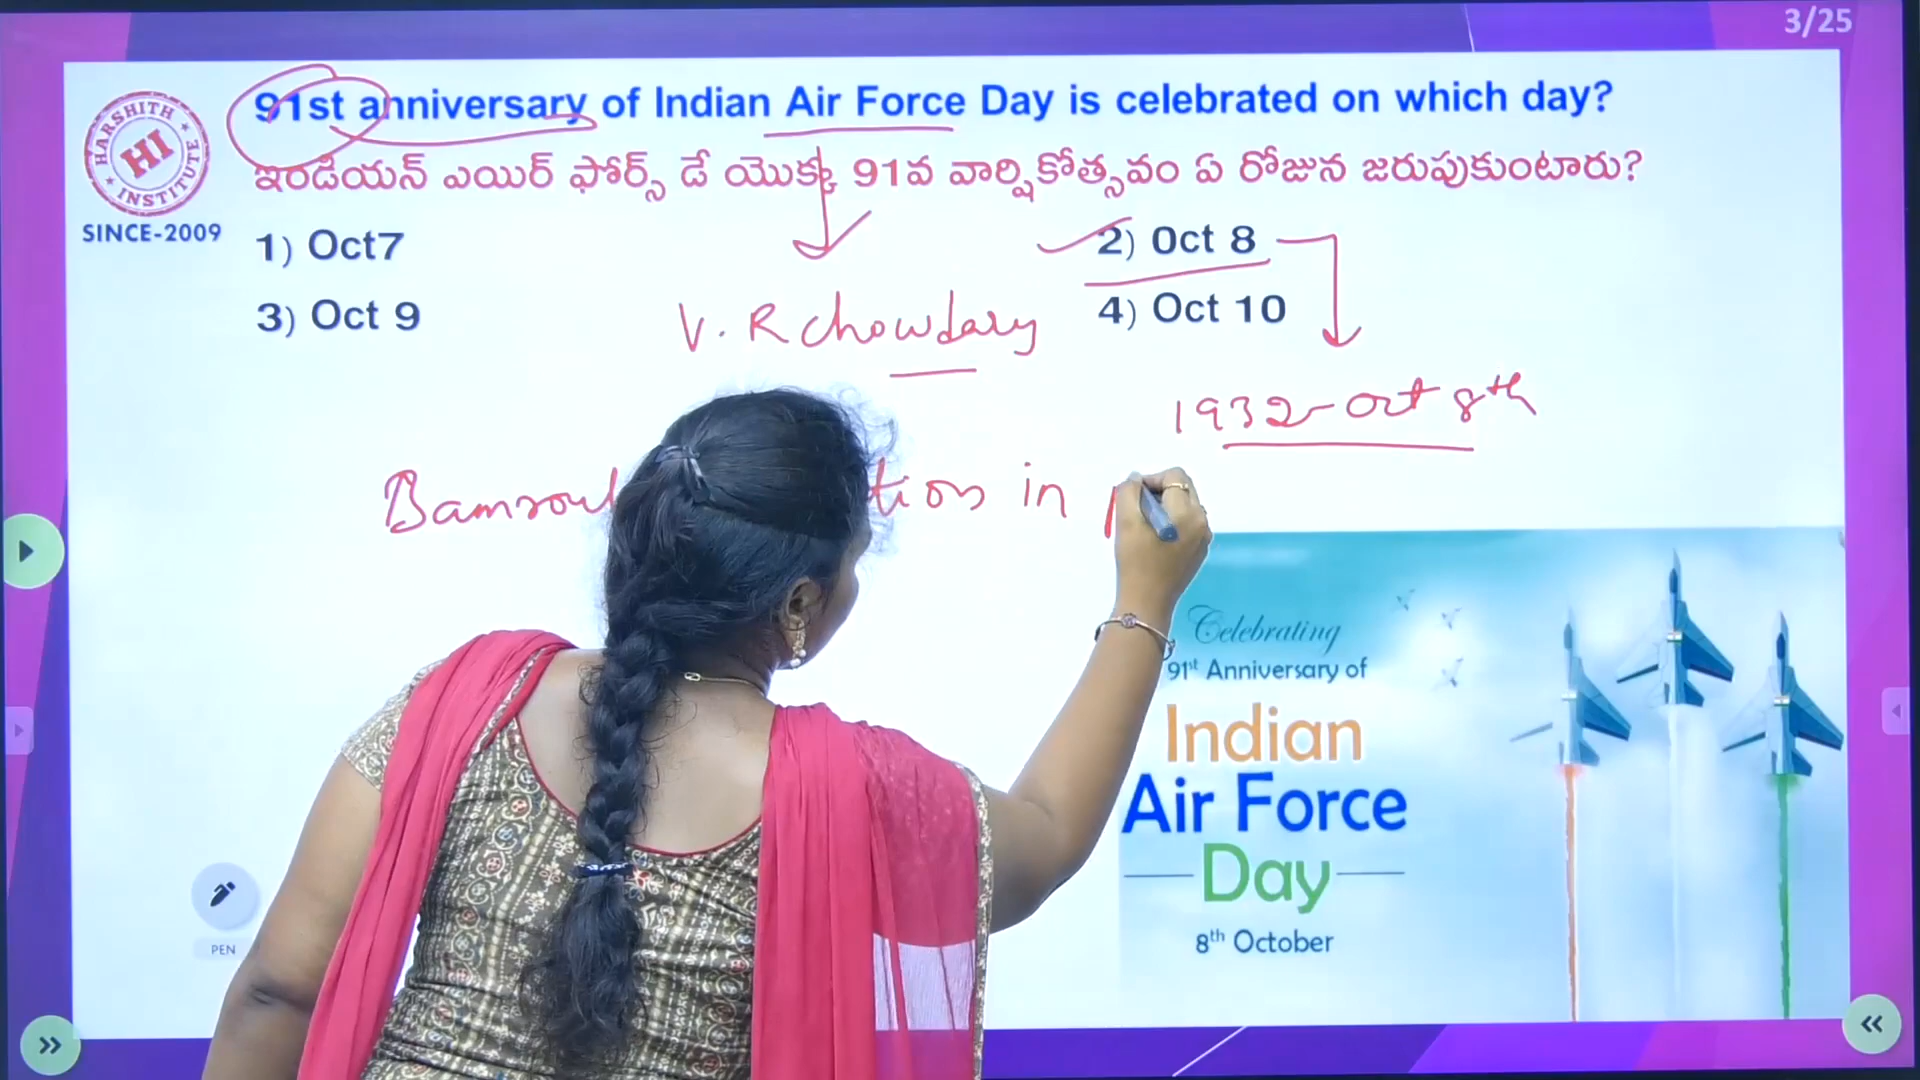 3/25
91st anniversary of Indian Air Force Day is celebrated on which day?
ఇండియన్ ఎయిర్ ఫోర్స్ డే యొక్క 91వ వార్షికోత్సవం ఏ రోజున జరుపుకుంటారు?
HARSHITH
HI
INSTITUTE
SINCE-2009
1) Oct7
2) Oct 8
3) Oct 9
4) Oct 10
V. R Chowdary
1932 - Oct 8th
in
Celebrating
91st Anniversary of
Indian
Air Force
Day
8th October
PEN